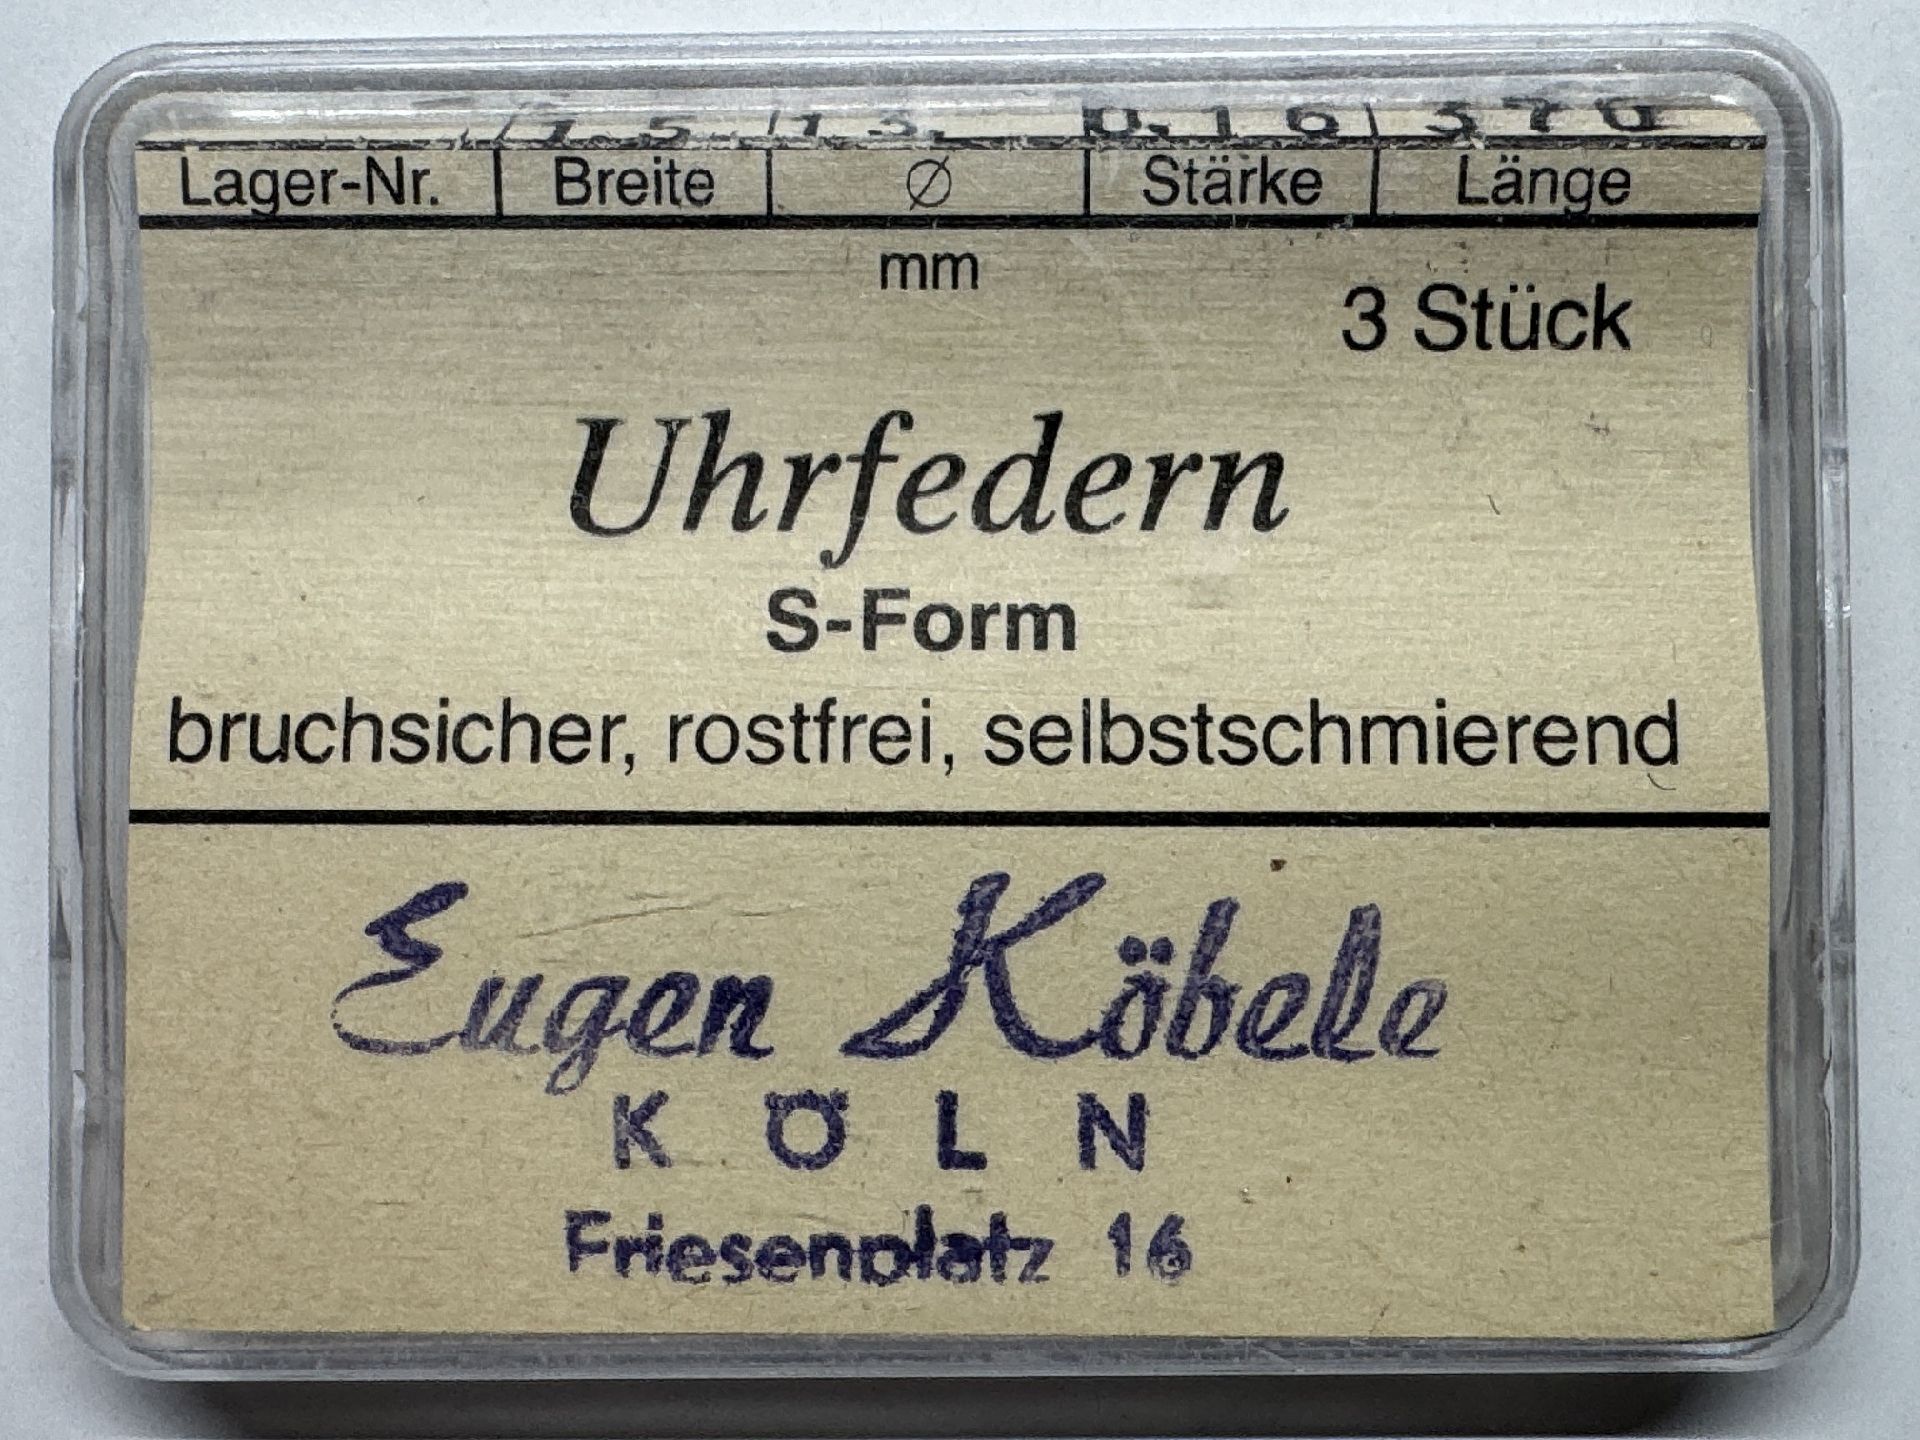 1.5 13. 0.16 370
Lager-Nr. Breite Ø Stärke Länge
mm
3 Stück
Uhrfedern
S-Form
bruchsicher, rostfrei, selbstschmierend
Eugen Köbele
KÖLN
Friesenplatz 16